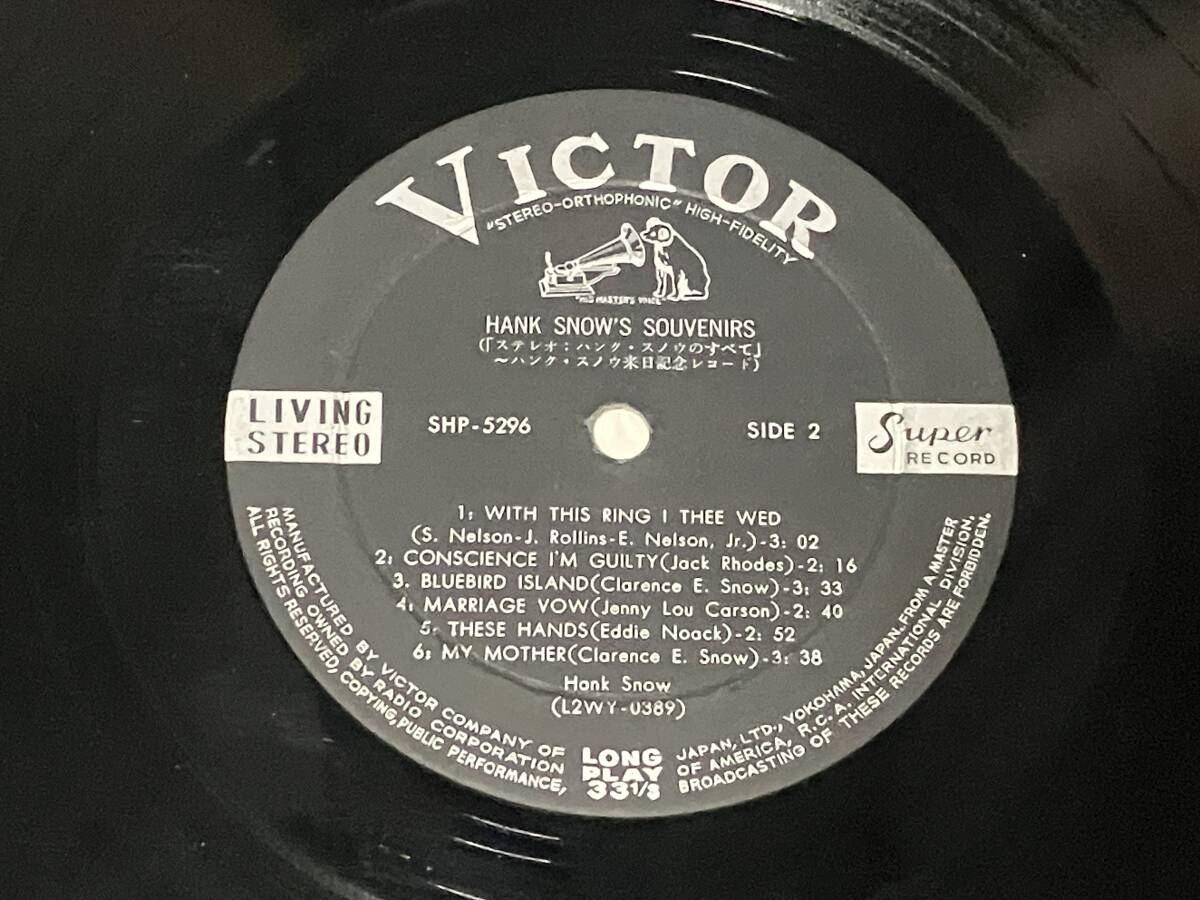 VICTOR
"STEREO-ORTHOPHONIC" HIGH-FIDELITY
"HIS MASTER'S VOICE"
HANK SNOW'S SOUVENIRS
(「ステレオ:ハンク・スノウのすべて」
~ハンク・スノウ来日記念レコード)
LIVING
STEREO
SHP-5296
SIDE 2
Super
RECORD
1: WITH THIS RING I THEE WED
(S. Nelson-J. Rollins-E. Nelson, Jr.)-3: 02
2: CONSCIENCE I'M GUILTY(Jack Rhodes)-2: 16
3. BLUEBIRD ISLAND(Clarence E. Snow)-3: 33
4: MARRIAGE VOW(Jenny Lou Carson)-2: 40
5: THESE HANDS(Eddie Noack)-2: 52
6: MY MOTHER(Clarence E. Snow)-3: 38
Hank Snow
(L2WY-0389)
MANUFACTURED BY VICTOR COMPANY OF JAPAN, LTD., YOKOHAMA, JAPAN. FROM A MASTER
RECORDING OWNED BY RADIO CORPORATION OF AMERICA, R.C.A. INTERNATIONAL DIVISION.
ALL RIGHTS RESERVED, COPYING, PUBLIC PERFORMANCE, BROADCASTING OF THESE RECORDS ARE FORBIDDEN.
LONG
PLAY
33 1/3